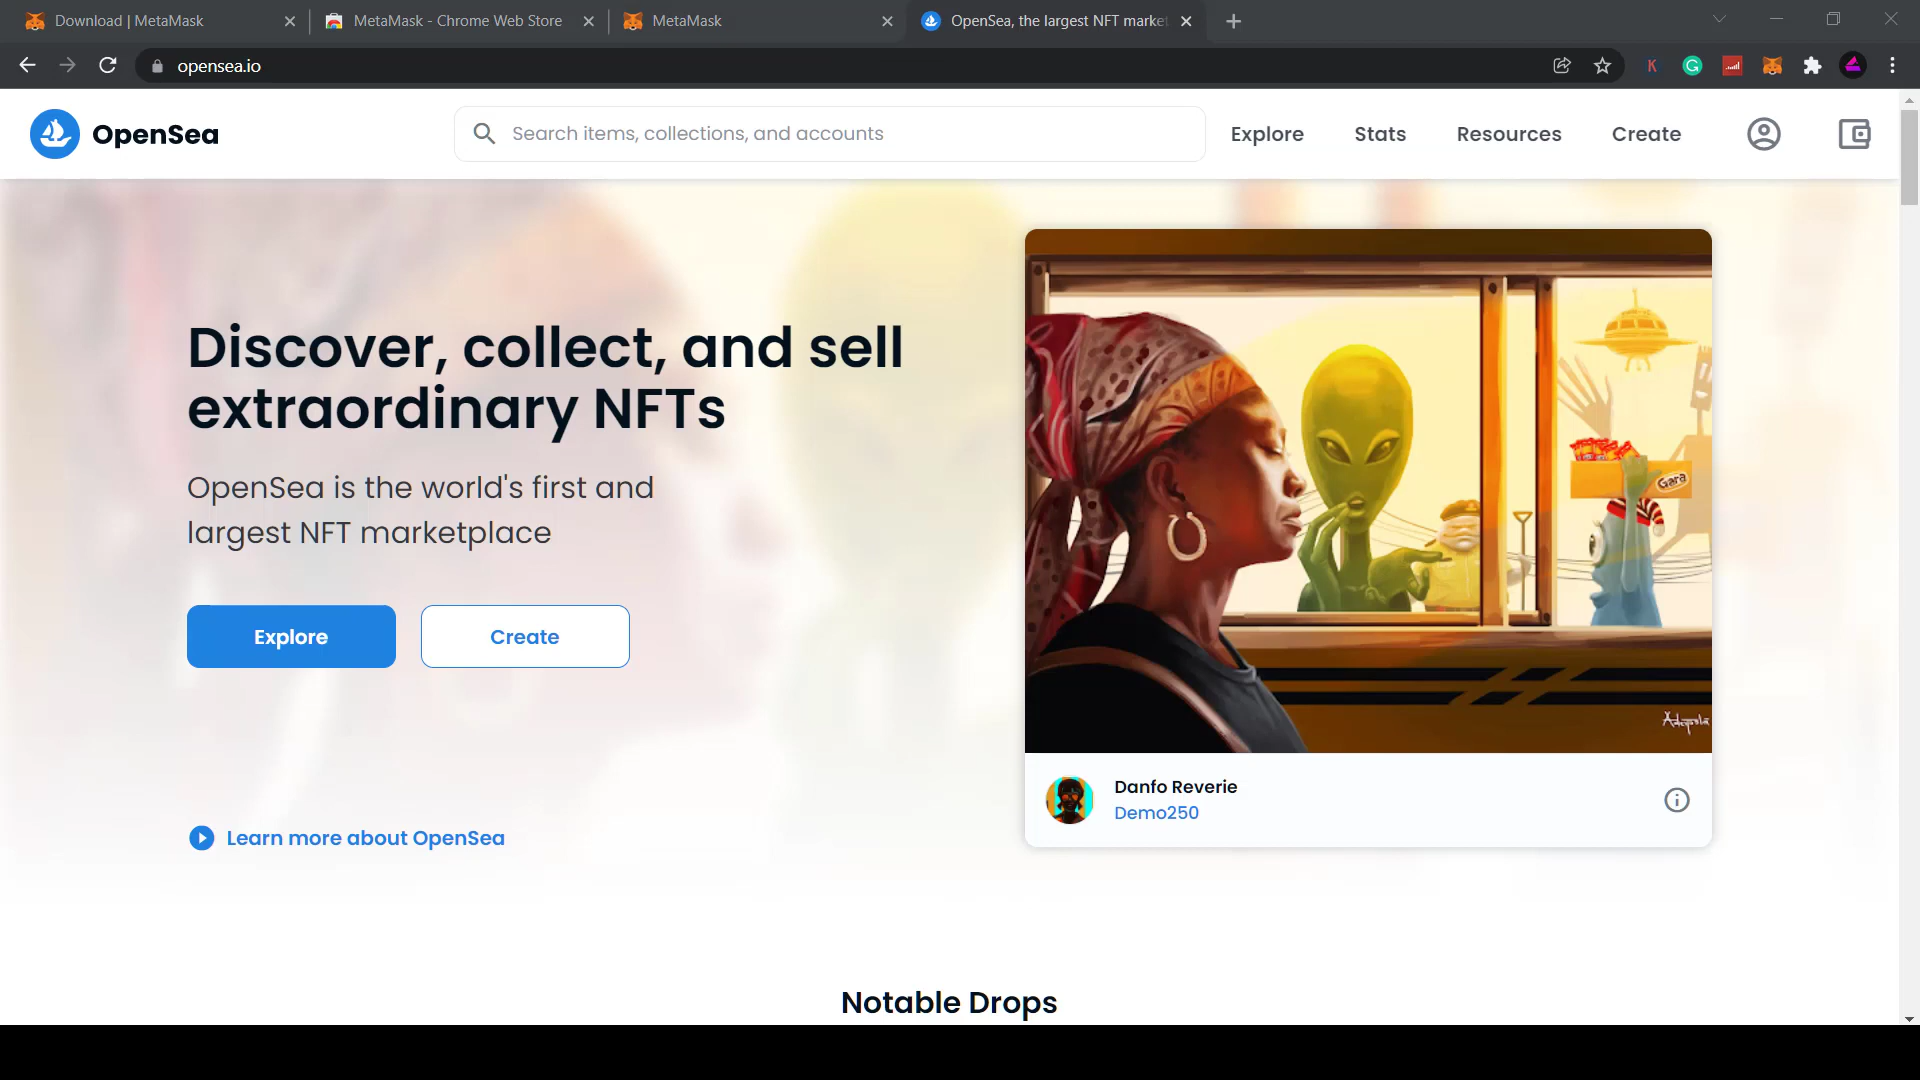 Download | MetaMask
MetaMask - Chrome Web Store
MetaMask
OpenSea, the largest NFT marke
opensea.io
OpenSea
Search items, collections, and accounts
Explore
Stats
Resources
Create
Discover, collect, and sell
extraordinary NFTs
OpenSea is the world's first and
largest NFT marketplace
Explore
Create
Learn more about OpenSea
Gara
Danfo Reverie
Demo250
Notable Drops